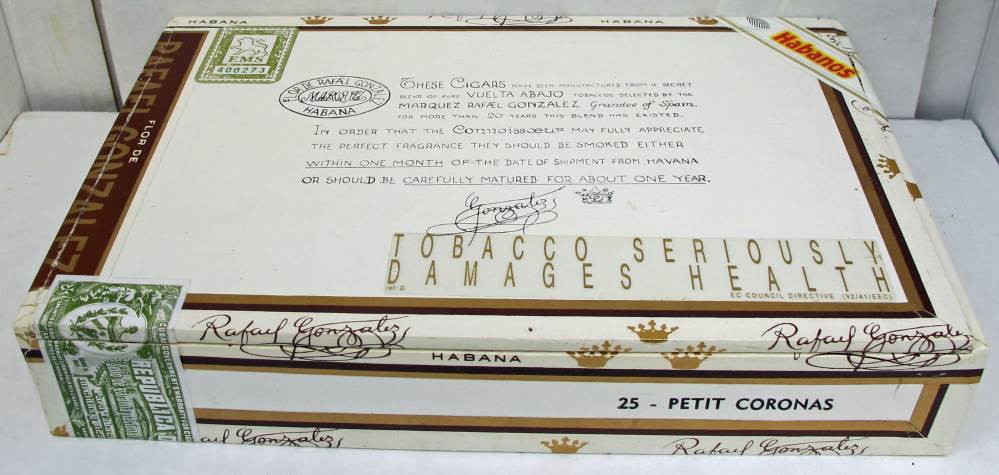 HABANA
HABANA
Rafael Gonzalez
Habanos
EMS
400273
FLOR DE
RAFAEL GONZALEZ
FLOR DE RAFAEL GONZALEZ
MARQUEZ
HABANA
THESE CIGARS HAVE BEEN MANUFACTURED FROM A SECRET
BLEND OF PURE VUELTA ABAJO TOBACCOS SELECTED BY THE
MARQUEZ RAFAEL GONZALEZ Grandee of Spain.
FOR MORE THAN 20 YEARS THIS BLEND HAS EXISTED.
IN ORDER THAT THE Connoisseur MAY FULLY APPRECIATE
THE PERFECT FRAGRANCE THEY SHOULD BE SMOKED EITHER
WITHIN ONE MONTH OF THE DATE OF SHIPMENT FROM HAVANA
OR SHOULD BE CAREFULLY MATURED FOR ABOUT ONE YEAR.
Gonzalez
TOBACCO SERIOUSLY
DAMAGES HEALTH
EC COUNCIL DIRECTIVE (92/41/EEC)
Rafael Gonzalez
Rafael Gonzalez
HABANA
REPUBLICA
25 - PETIT CORONAS
Gonzalez
Rafael Gonzalez